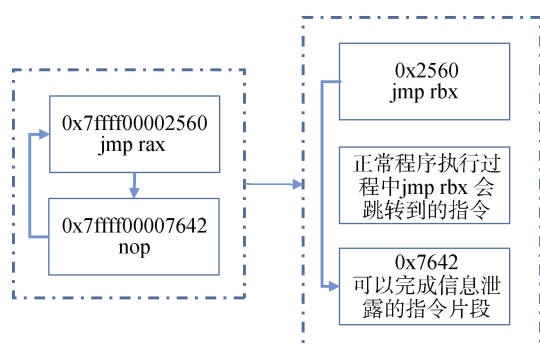 0x7ffff00002560
jmp rax
0x7ffff00007642
nop
0x2560
jmp rbx
正常程序执行过
程中jmp rbx 会
跳转到的指令
0x7642
可以完成信息泄
露的指令片段